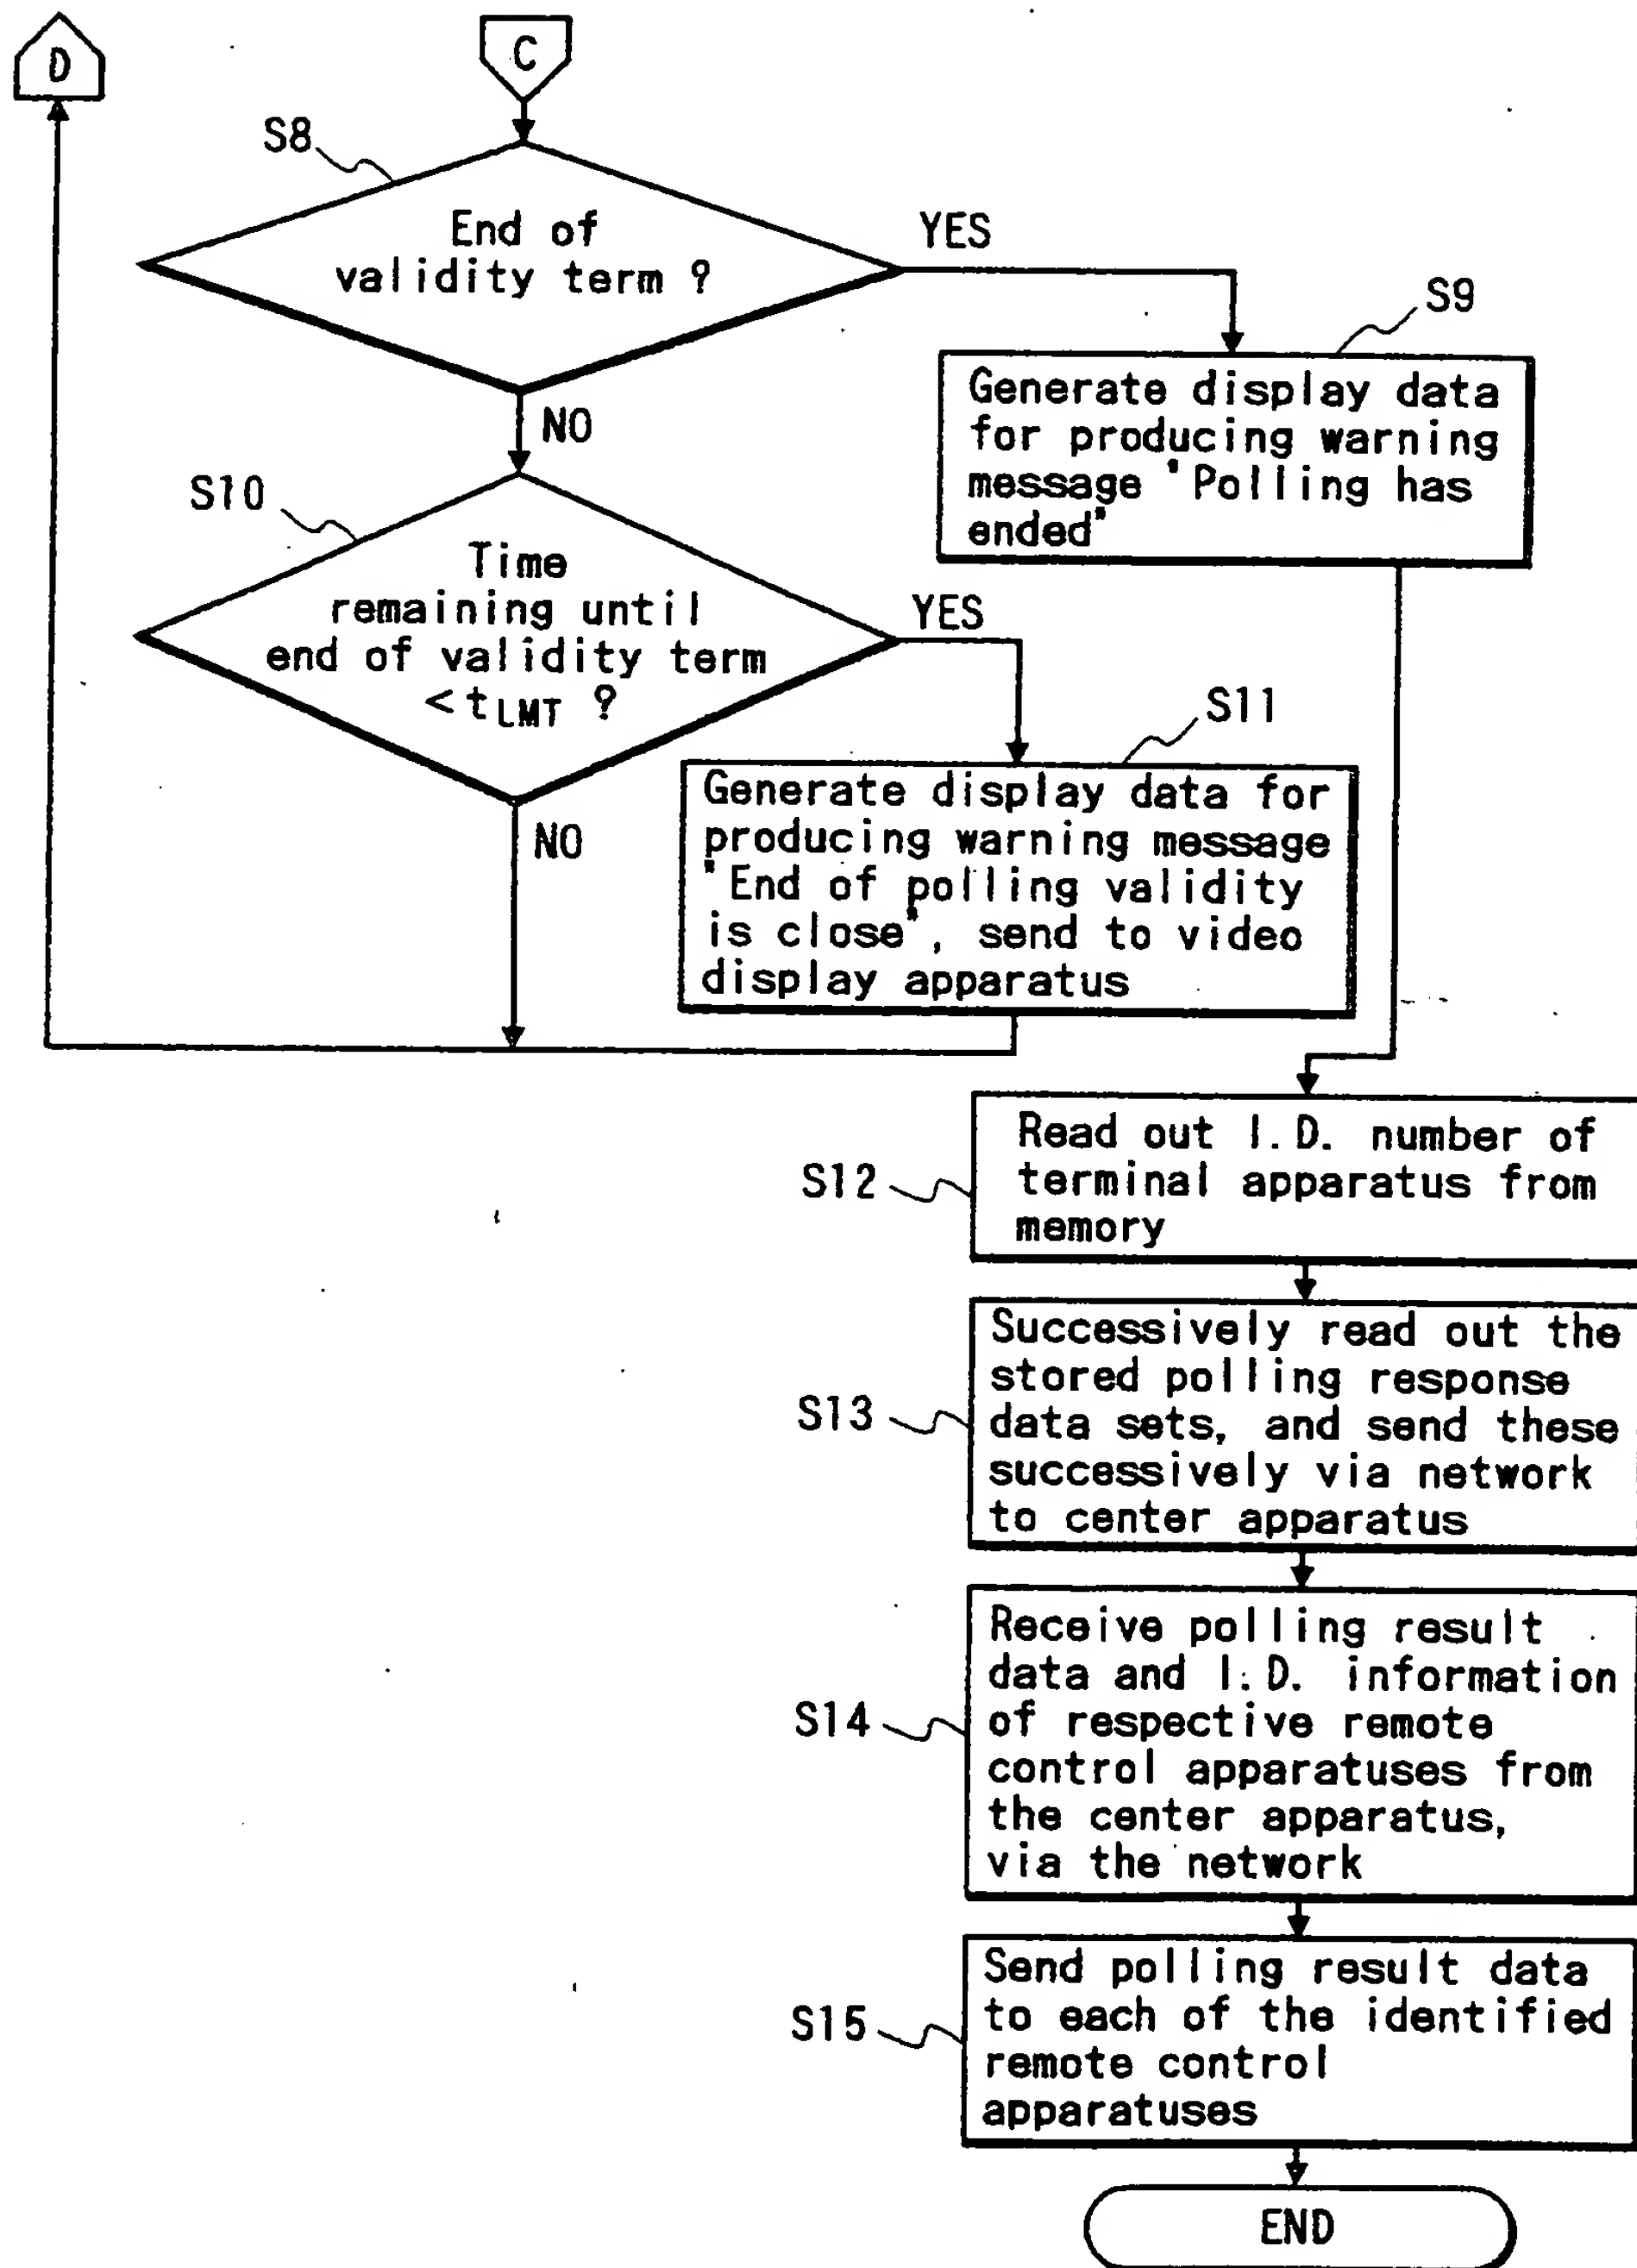 D
C
S8
End of
validity term ?
YES
S9
Generate display data
for producing warning
message "Polling has
ended"
NO
S10
Time
remaining until
end of validity term
< tLMT ?
YES
S11
Generate display data for
producing warning message
"End of polling validity
is close", send to video
display apparatus
NO
S12
Read out I.D. number of
terminal apparatus from
memory
S13
Successively read out the
stored polling response
data sets, and send these
successively via network
to center apparatus
S14
Receive polling result
data and I.D. information
of respective remote
control apparatuses from
the center apparatus,
via the network
S15
Send polling result data
to each of the identified
remote control
apparatuses
END